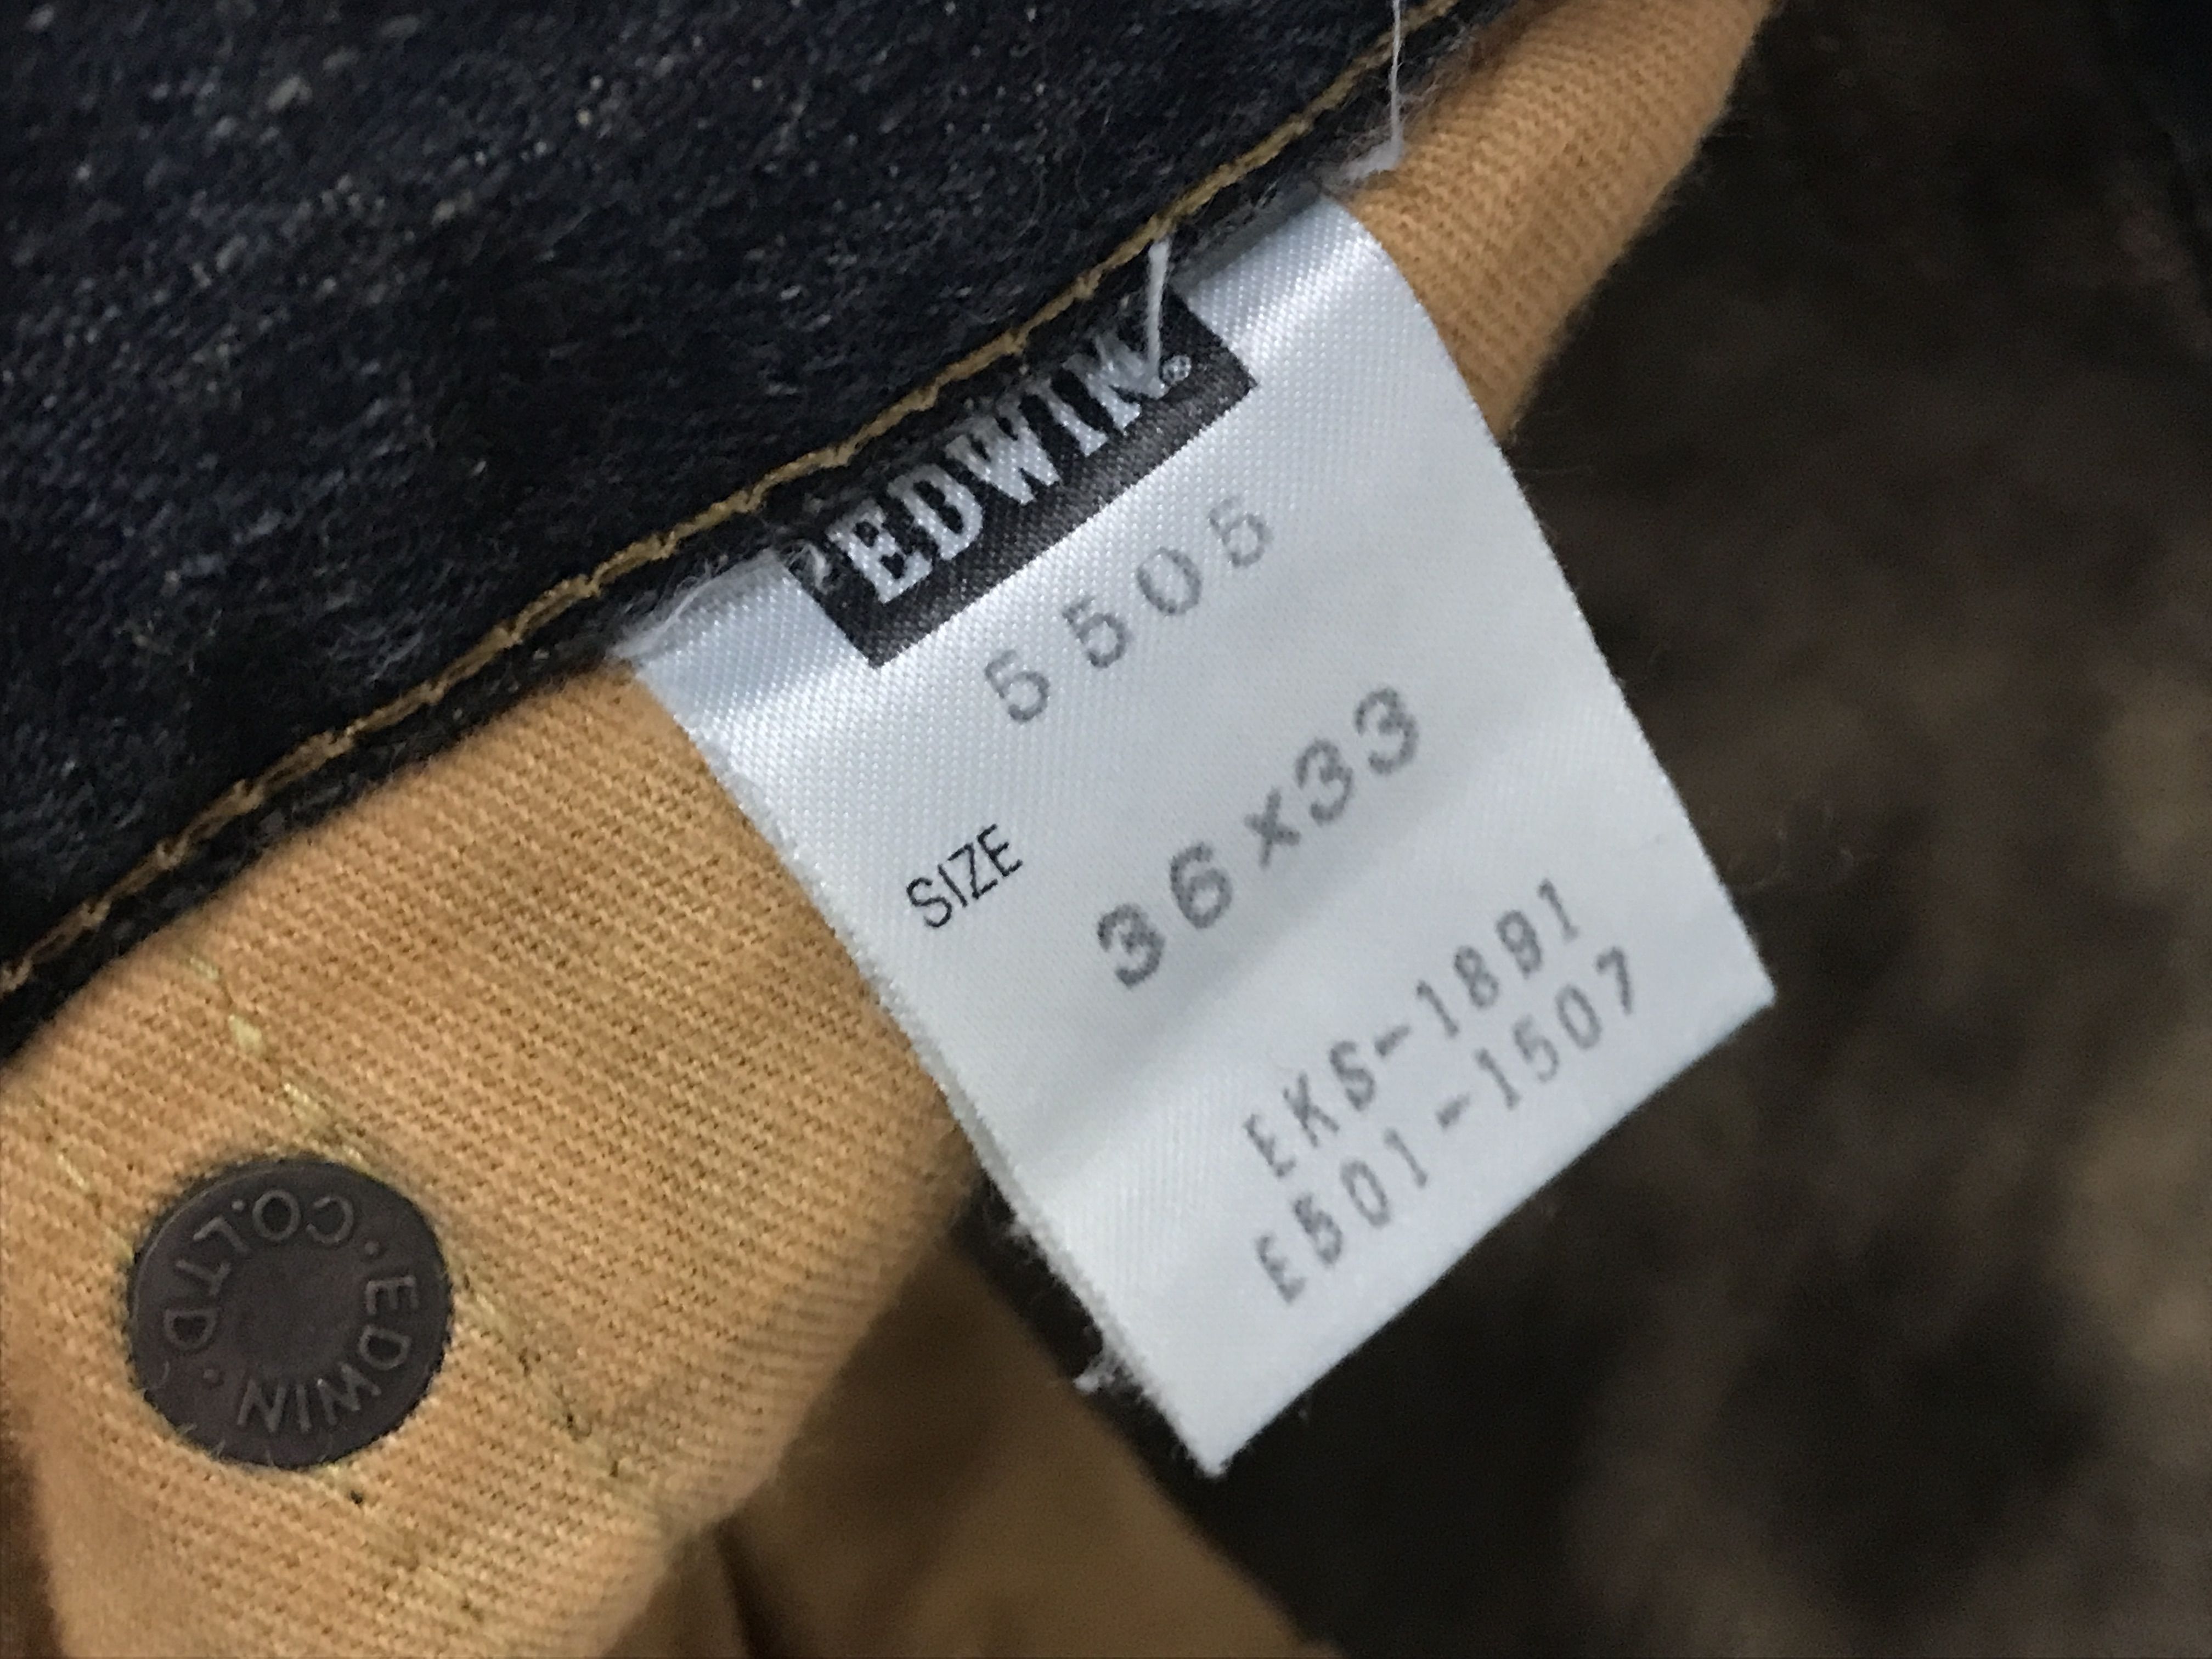 EDWIN®
5505
SIZE
36×33
EKS-1891
E501-1507
EDWIN·CO.LTD.·